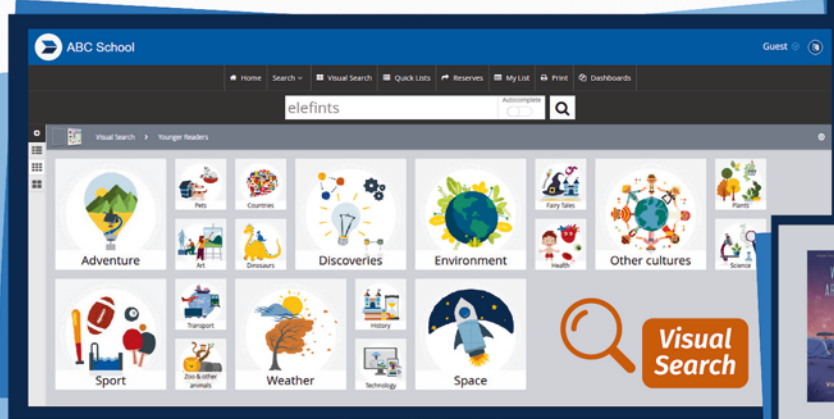 ABC School
Guest
Home Search Visual Search Quick Lists Reserves My List Print Dashboards
elefints
Autocomplete
Visual Search > Younger Readers
Adventure
Pets
Art
Countries
Dinosaurs
Discoveries
Environment
Fairy Tales
Health
Other cultures
Plants
Science
Sport
Transport
Zoo & other
animals
Weather
History
Technology
Space
Visual
Search